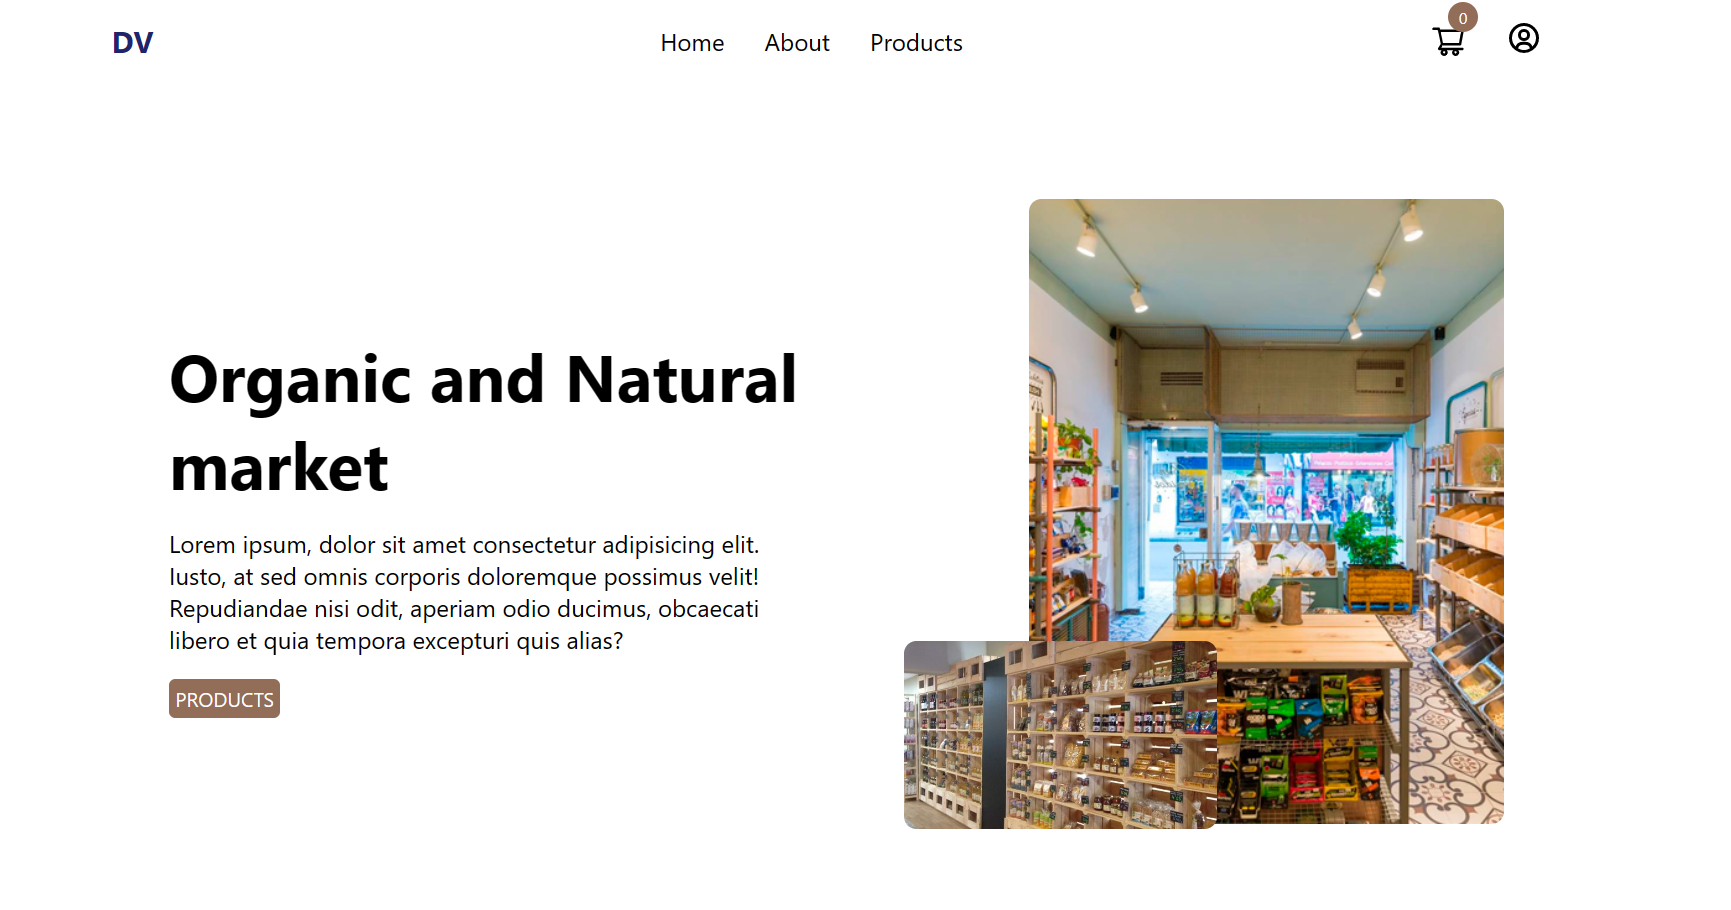 DV
Home About Products
0
Organic and Natural
market
Lorem ipsum, dolor sit amet consectetur adipisicing elit.
Iusto, at sed omnis corporis doloremque possimus velit!
Repudiandae nisi odit, aperiam odio ducimus, obcaecati
libero et quia tempora excepturi quis alias?
PRODUCTS